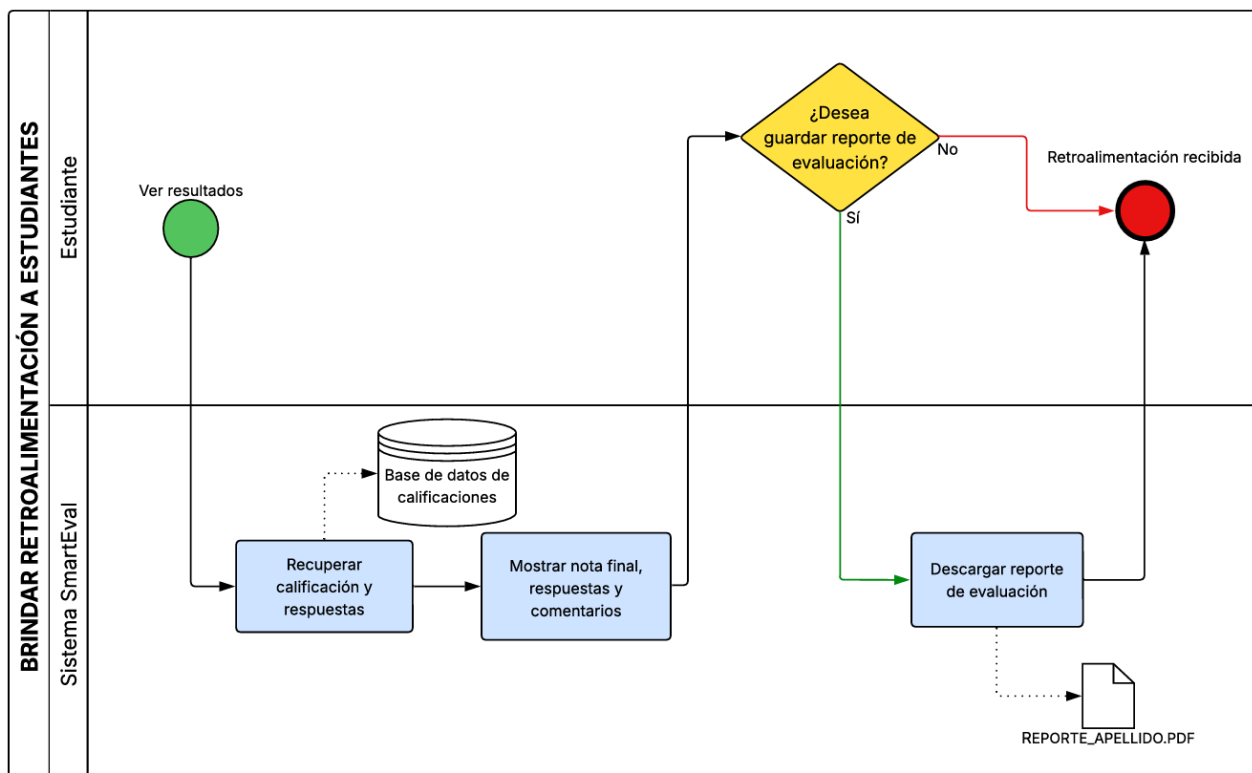 BRINDAR RETROALIMENTACIÓN A ESTUDIANTES
Estudiante
Ver resultados
¿Desea
guardar reporte de
evaluación?
No
Sí
Retroalimentación recibida
Sistema SmartEval
Base de datos de
calificaciones
Recuperar
calificación y
respuestas
Mostrar nota final,
respuestas y
comentarios
Descargar reporte
de evaluación
REPORTE_APELLIDO.PDF